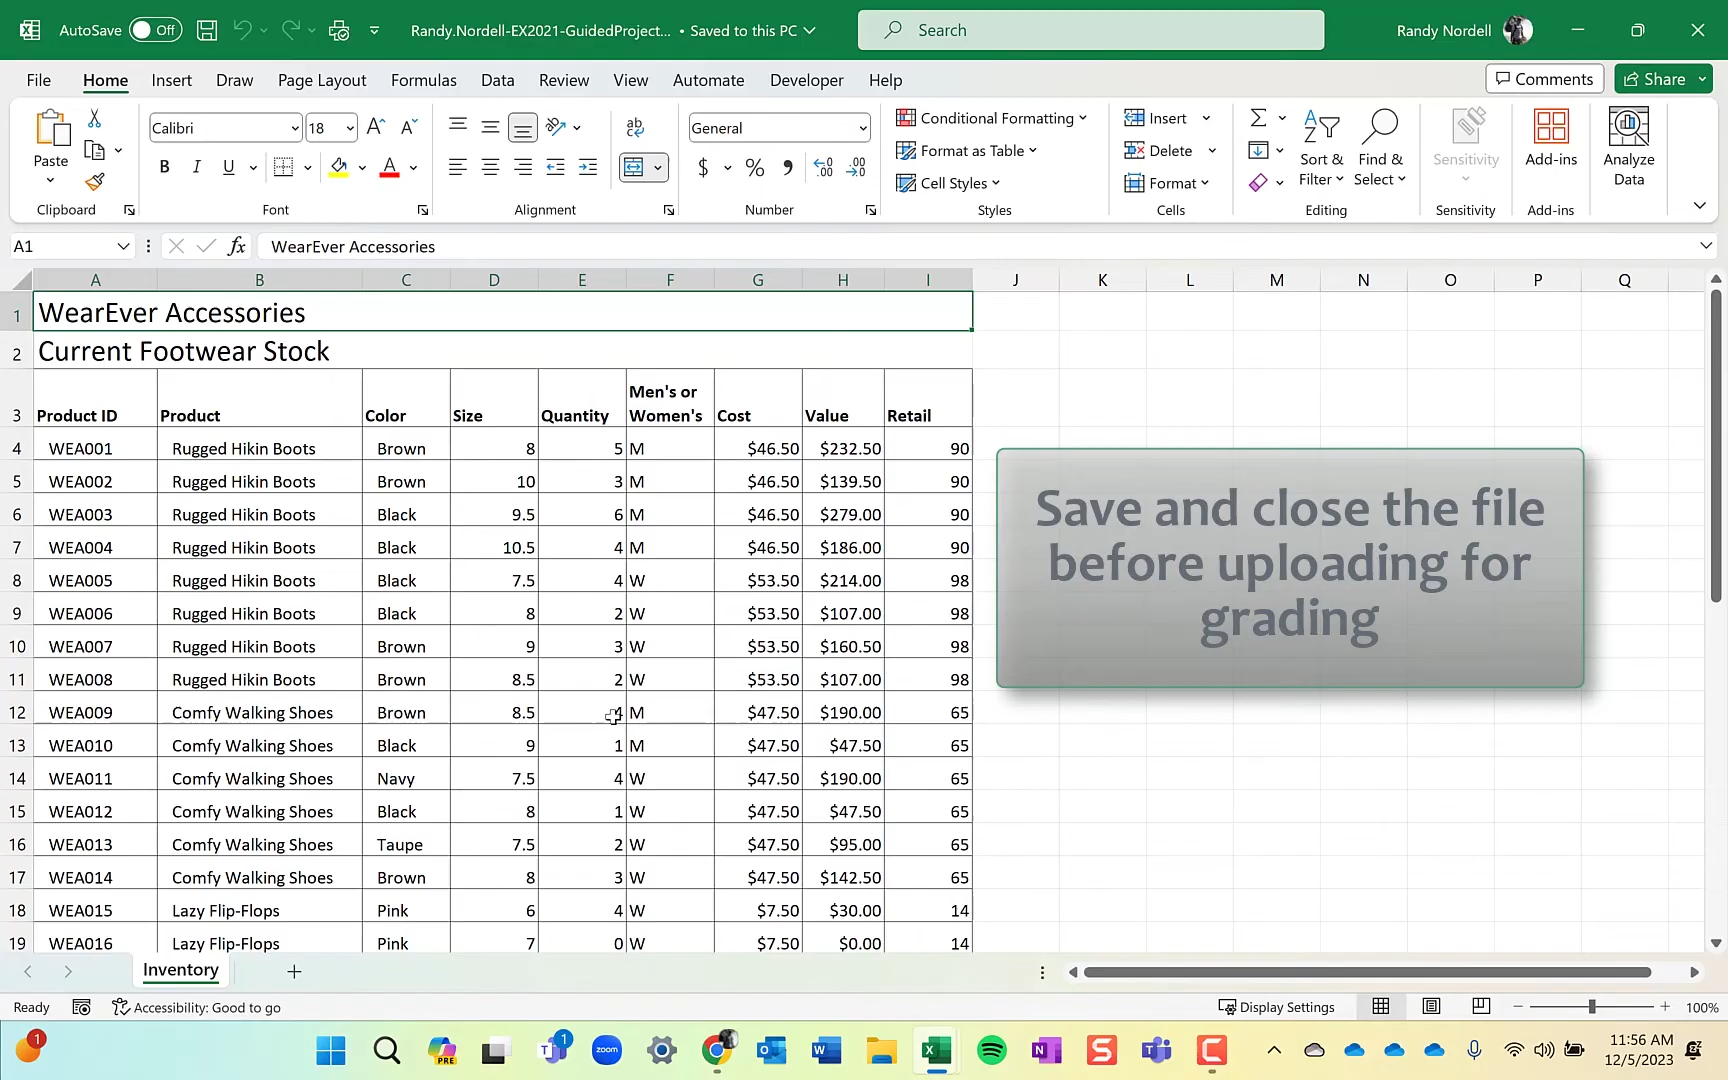 AutoSave Off Randy.Nordell-EX2021-GuidedProject... • Saved to this PC Search Randy Nordell
File Home Insert Draw Page Layout Formulas Data Review View Automate Developer Help Comments Share
Paste Calibri 18 General Conditional Formatting Insert Sort & Filter Find & Select Sensitivity Add-ins Analyze Data
B I U A $ % Format as Table Delete
Cell Styles Format
Clipboard Font Alignment Number Styles Cells Editing Sensitivity Add-ins
A1 fx WearEver Accessories
A B C D E F G H I J K L M N O P Q
1 WearEver Accessories
2 Current Footwear Stock
3 Product ID Product Color Size Quantity Men's or Women's Cost Value Retail
4 WEA001 Rugged Hikin Boots Brown 8 5 M $46.50 $232.50 90
5 WEA002 Rugged Hikin Boots Brown 10 3 M $46.50 $139.50 90
6 WEA003 Rugged Hikin Boots Black 9.5 6 M $46.50 $279.00 90
7 WEA004 Rugged Hikin Boots Black 10.5 4 M $46.50 $186.00 90
8 WEA005 Rugged Hikin Boots Black 7.5 4 W $53.50 $214.00 98
9 WEA006 Rugged Hikin Boots Black 8 2 W $53.50 $107.00 98
10 WEA007 Rugged Hikin Boots Brown 9 3 W $53.50 $160.50 98
11 WEA008 Rugged Hikin Boots Brown 8.5 2 W $53.50 $107.00 98
12 WEA009 Comfy Walking Shoes Brown 8.5 4 M $47.50 $190.00 65
13 WEA010 Comfy Walking Shoes Black 9 1 M $47.50 $47.50 65
14 WEA011 Comfy Walking Shoes Navy 7.5 4 W $47.50 $190.00 65
15 WEA012 Comfy Walking Shoes Black 8 1 W $47.50 $47.50 65
16 WEA013 Comfy Walking Shoes Taupe 7.5 2 W $47.50 $95.00 65
17 WEA014 Comfy Walking Shoes Brown 8 3 W $47.50 $142.50 65
18 WEA015 Lazy Flip-Flops Pink 6 4 W $7.50 $30.00 14
19 WEA016 Lazy Flip-Flops Pink 7 0 W $7.50 $0.00 14
Save and close the file
before uploading for
grading
Inventory
Ready Accessibility: Good to go Display Settings 100%
1 PRE 1 zoom 11:56 AM
12/5/2023